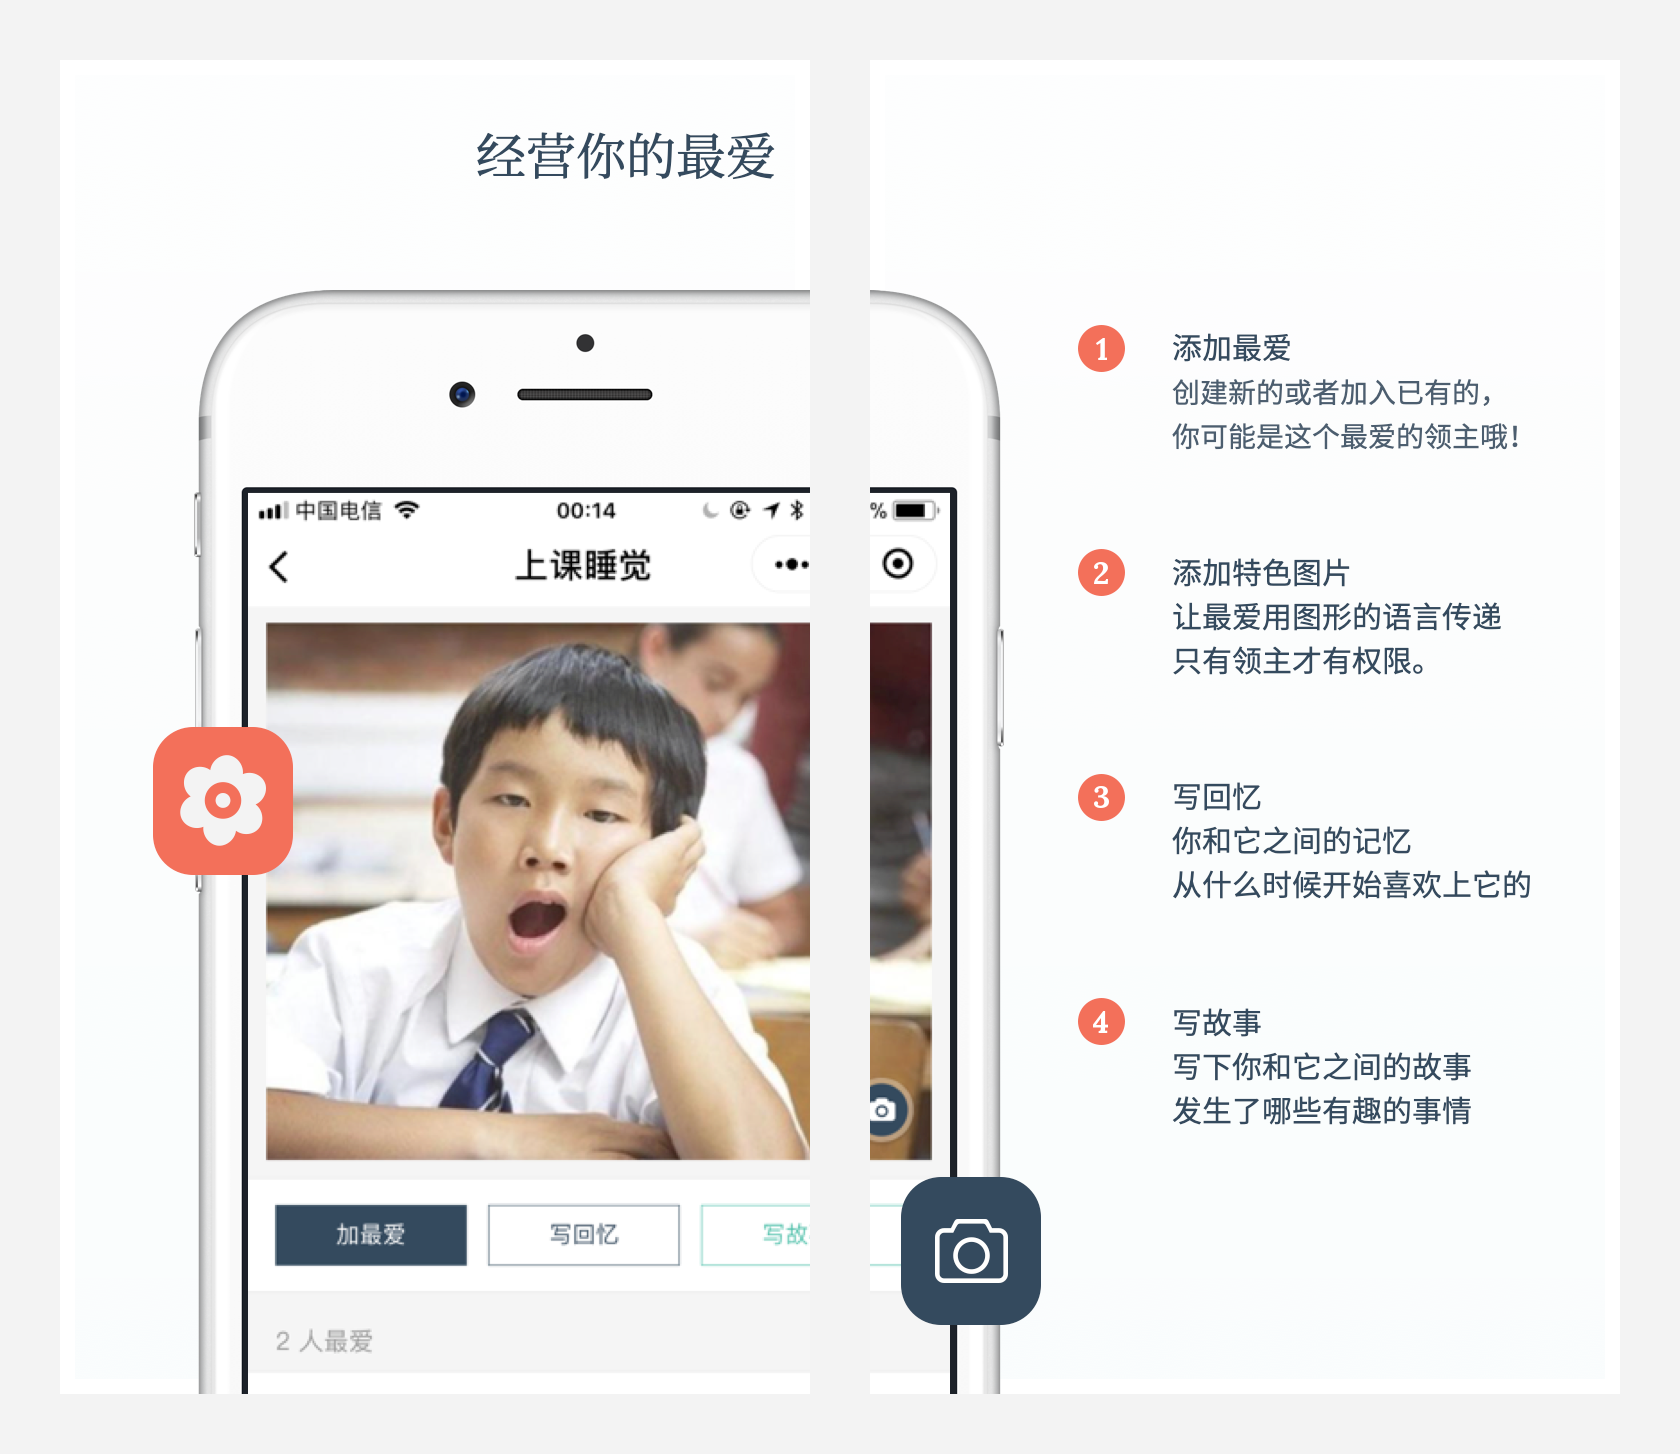 经营你的最爱
中国电信
00:14
%
上课睡觉
加最爱
写回忆
写故
2 人最爱
1
添加最爱
创建新的或者加入已有的，
你可能是这个最爱的领主哦！
2
添加特色图片
让最爱用图形的语言传递
只有领主才有权限。
3
写回忆
你和它之间的记忆
从什么时候开始喜欢上它的
4
写故事
写下你和它之间的故事
发生了哪些有趣的事情